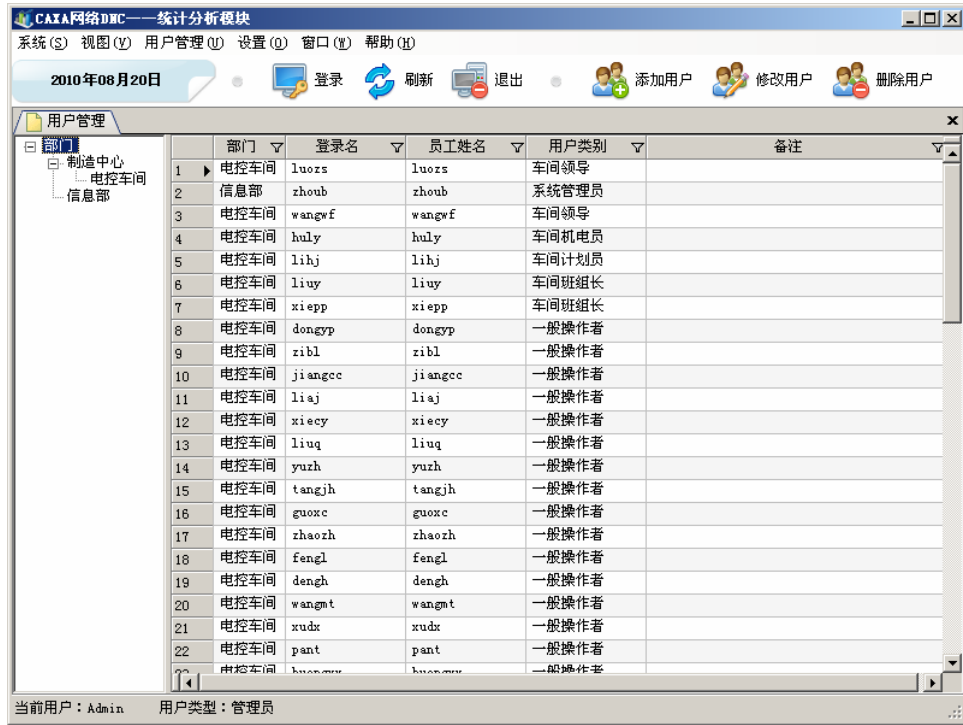 CAXA网络DNC——统计分析模块
系统(S) 视图(V) 用户管理(U) 设置(O) 窗口(W) 帮助(H)
2010年08月20日 登录 刷新 退出 添加用户 修改用户 删除用户
用户管理
部门
制造中心
电控车间
信息部
部门 登录名 员工姓名 用户类别 备注
1 电控车间 luozs luozs 车间领导
2 信息部 zhoub zhoub 系统管理员
3 电控车间 wangwf wangwf 车间领导
4 电控车间 huly huly 车间机电员
5 电控车间 lihj lihj 车间计划员
6 电控车间 liuy liuy 车间班组长
7 电控车间 xiepp xiepp 车间班组长
8 电控车间 dongyp dongyp 一般操作者
9 电控车间 zibl zibl 一般操作者
10 电控车间 jiangcc jiangcc 一般操作者
11 电控车间 liaj liaj 一般操作者
12 电控车间 xiecy xiecy 一般操作者
13 电控车间 liuq liuq 一般操作者
14 电控车间 yuzh yuzh 一般操作者
15 电控车间 tangjh tangjh 一般操作者
16 电控车间 guoxc guoxc 一般操作者
17 电控车间 zhaozh zhaozh 一般操作者
18 电控车间 fengl fengl 一般操作者
19 电控车间 dengh dengh 一般操作者
20 电控车间 wangmt wangmt 一般操作者
21 电控车间 xudx xudx 一般操作者
22 电控车间 pant pant 一般操作者
电控车间 一般操作者
当前用户：Admin 用户类型：管理员